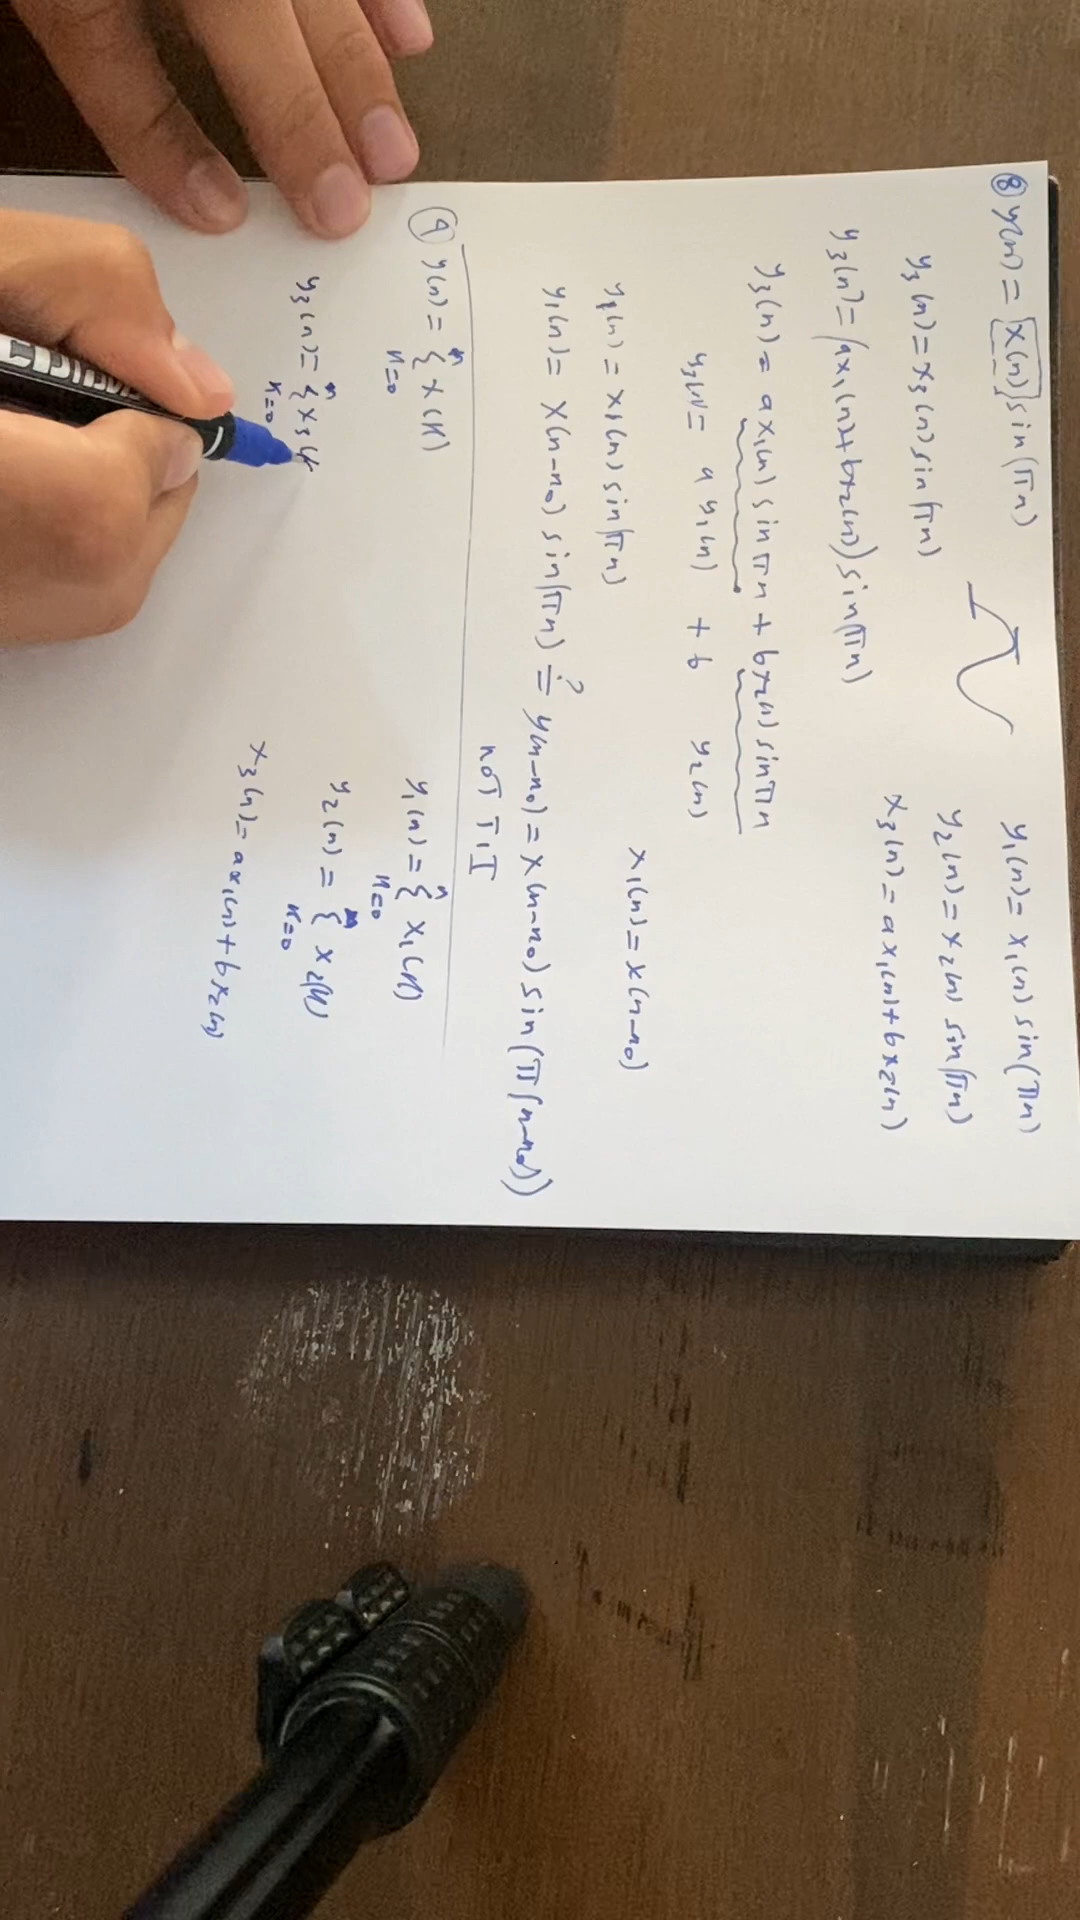 ⑧ y(n) = x(n) sin(πn)
y1(n) = x1(n) sin(πn)
y3(n) = x3(n) sin(πn)
y2(n) = x2(n) sin(πn)
y3(n) = (ax1(n) + bx2(n)) sin(πn)
x3(n) = ax1(n) + bx2(n)
y3(n) = ax1(n) sin πn + bx2(n) sin πn
y3(n) = a y1(n) + b y2(n)
y1(n) = x1(n) sin(πn)
x1(n) = x(n-n0)
y1(n) = x(n-n0) sin(πn) =? y(n-n0) = x(n-n0) sin(π(n-n0))
not T I
⑨ y(n) = Σ n K=0 x(K)
y1(n) = Σ n K=0 x1(K)
y3(n) = Σ n K=0 x3(K
y2(n) = Σ n K=0 x2(K)
x3(n) = ax1(n) + bx2(n)